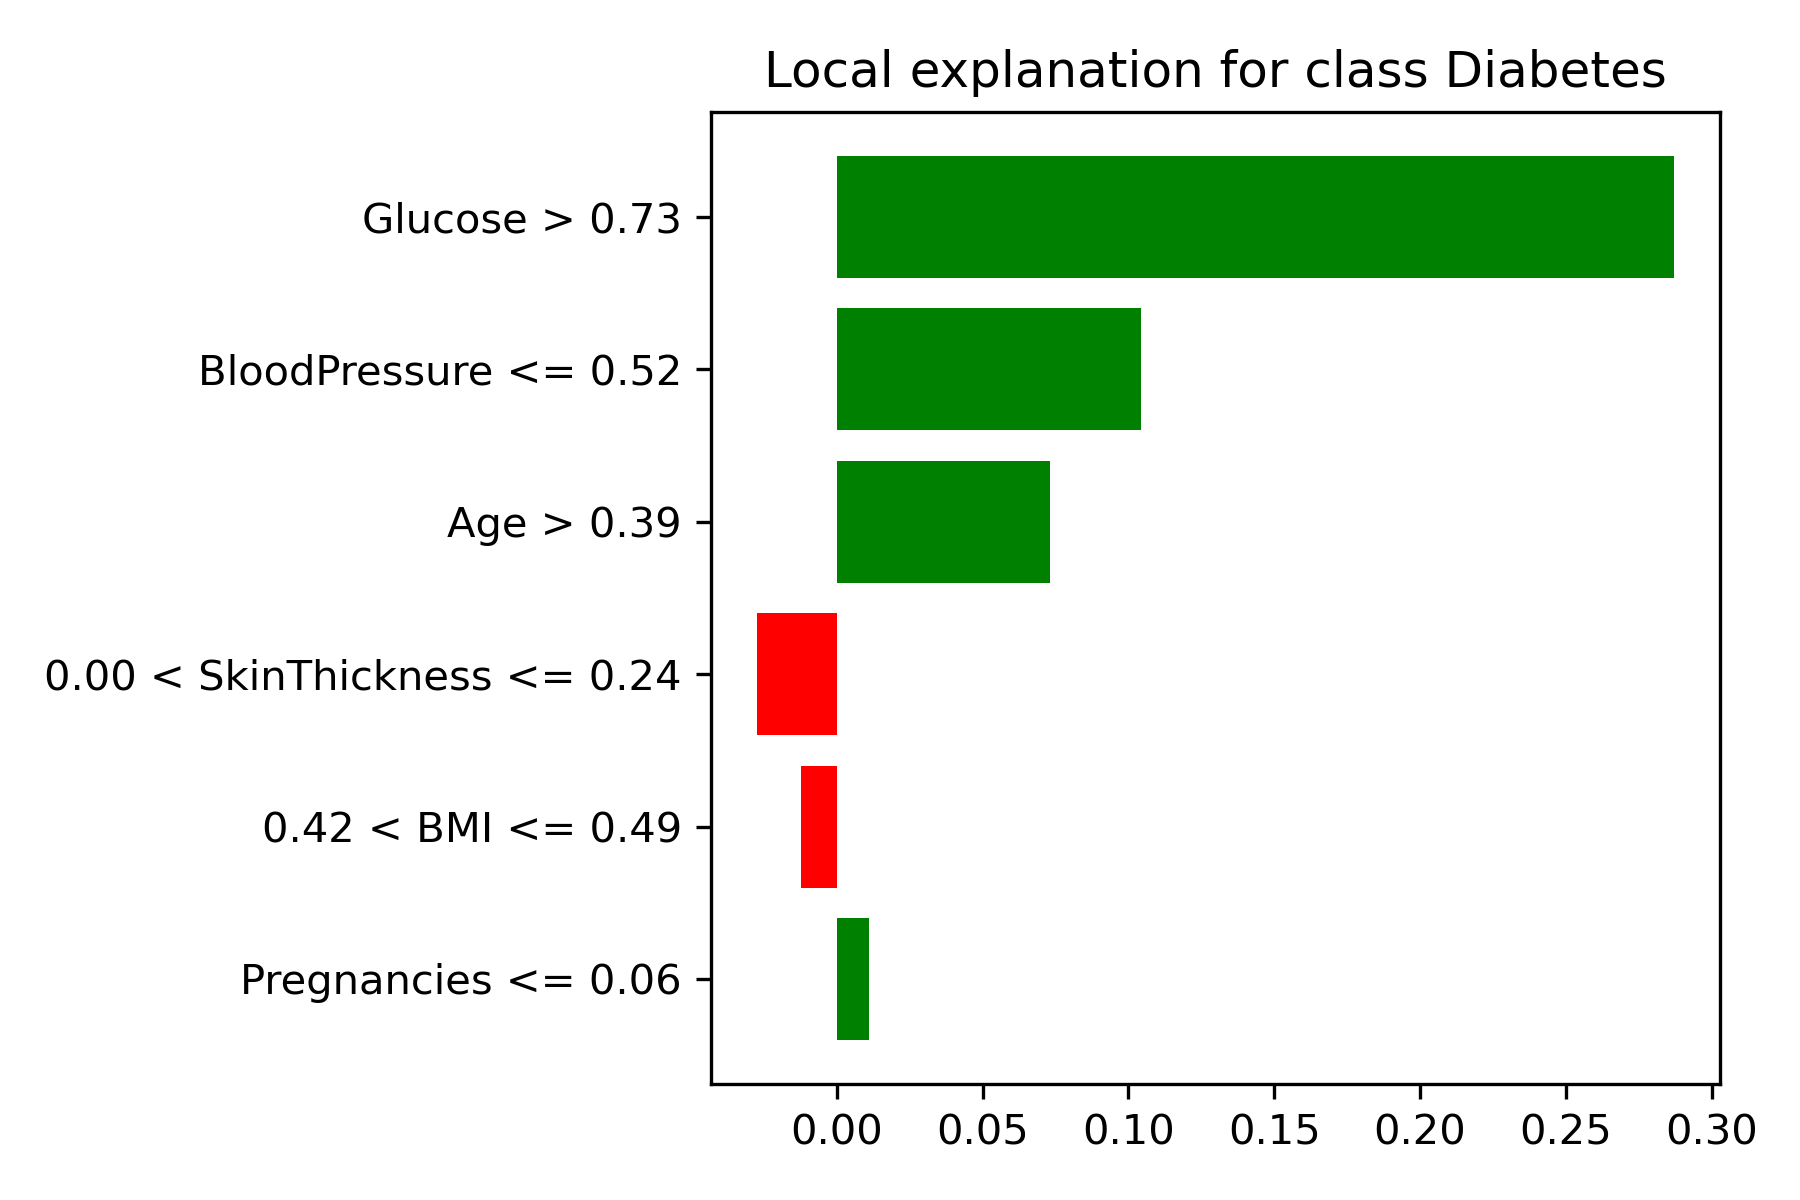 Local explanation for class Diabetes
Glucose > 0.73
BloodPressure <= 0.52
Age > 0.39
0.00 < SkinThickness <= 0.24
0.42 < BMI <= 0.49
Pregnancies <= 0.06
0.00 0.05 0.10 0.15 0.20 0.25 0.30